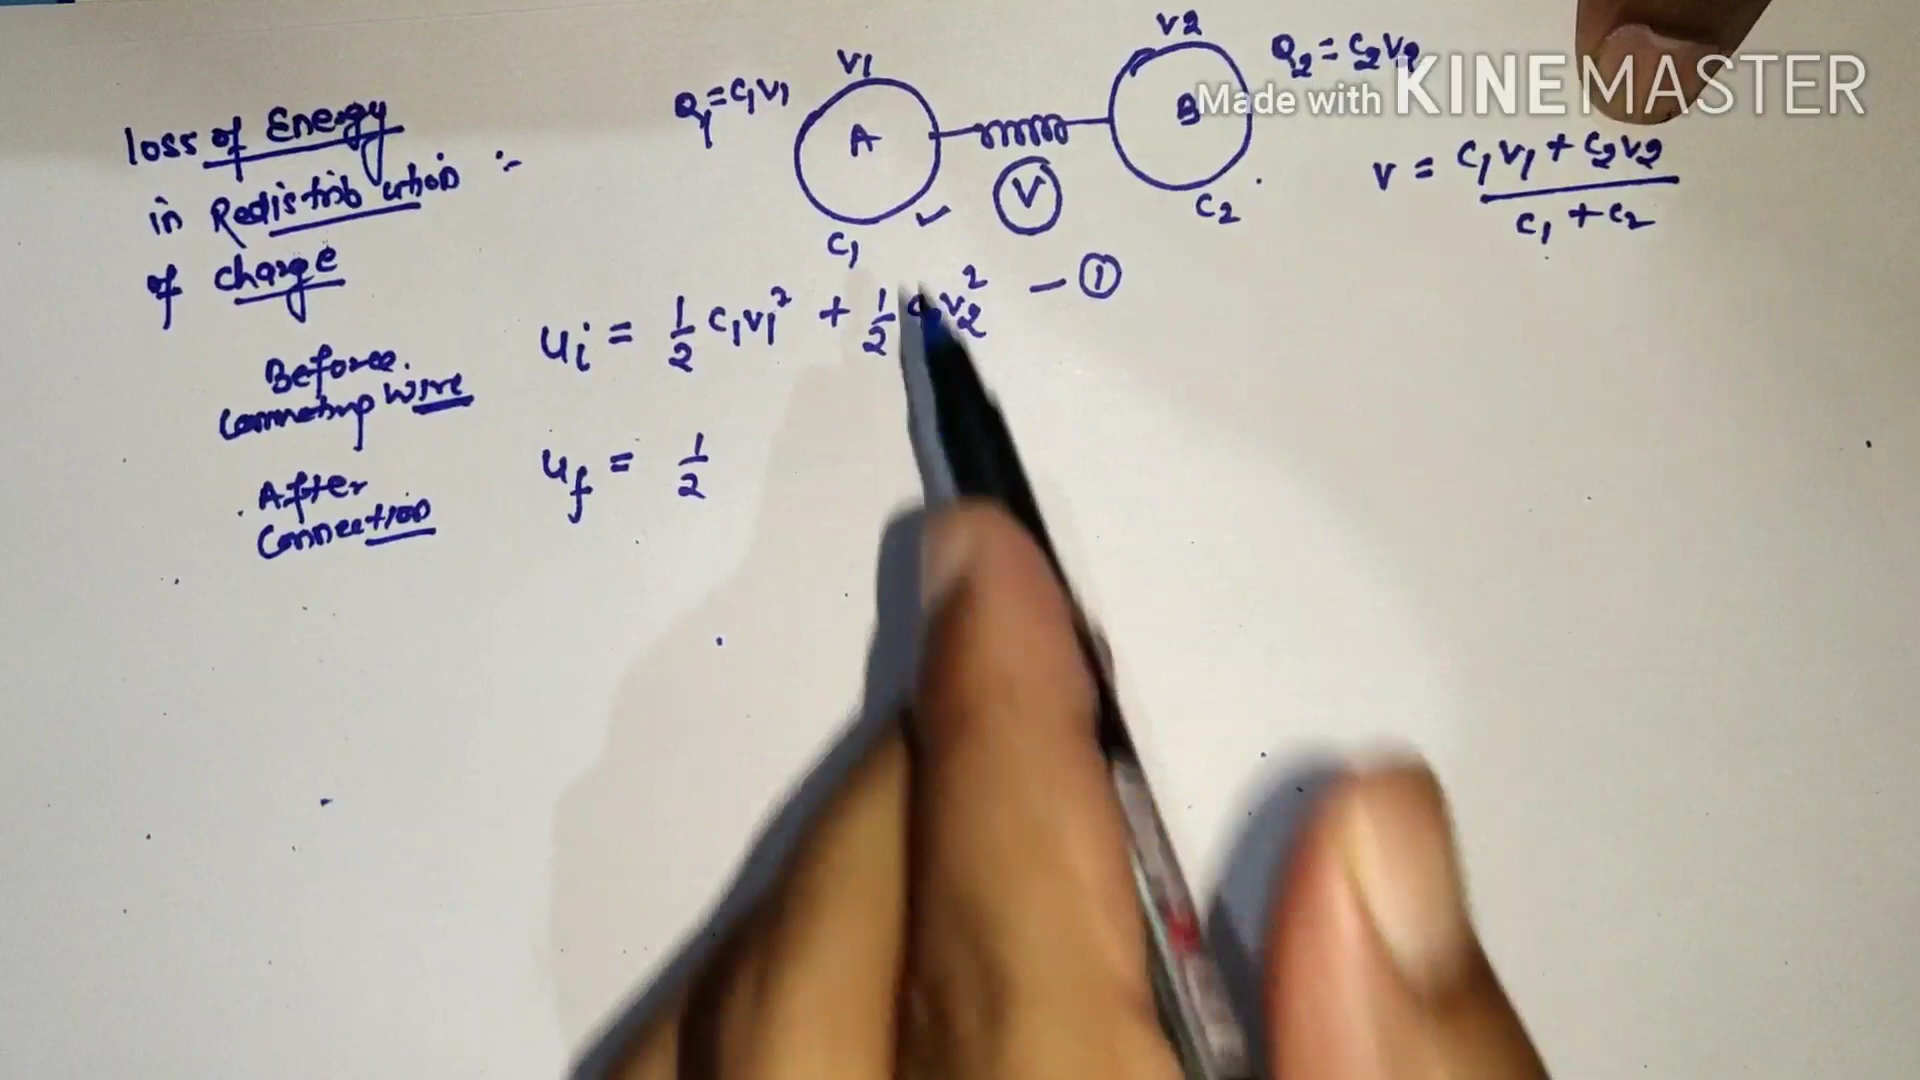 loss of Energy
in Redistribution :-
of charge
V1
Q1 = C1V1
A
C1
V
V2
Q2 = C2V2
B
C2
Made with KINEMASTER
V = C1V1 + C2V2
C1 + C2
Before
Connecting wire
Ui = 1/2 C1V1² + 1/2 C2V2² - ①
After
Connection
Uf = 1/2